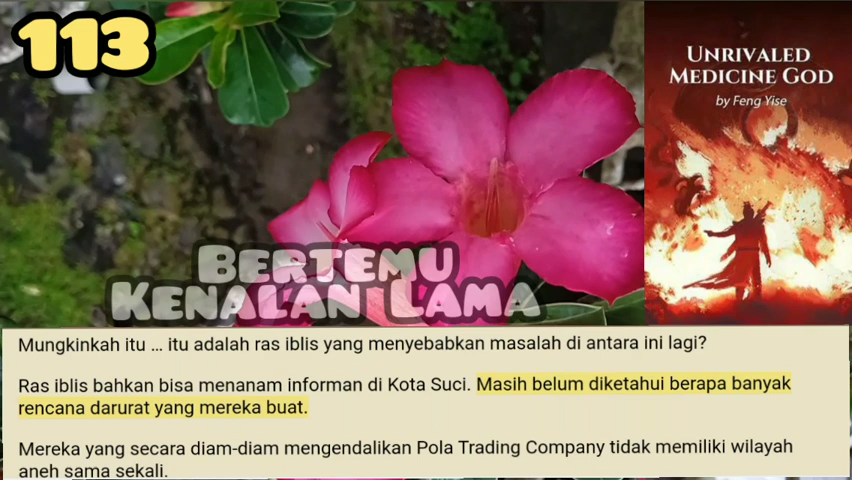 113
UNRIVALED
MEDICINE GOD
by Feng Yise
BERTEMU
KENALAN LAMA
Mungkinkah itu ... itu adalah ras iblis yang menyebabkan masalah di antara ini lagi?
Ras iblis bahkan bisa menanam informan di Kota Suci. Masih belum diketahui berapa banyak
rencana darurat yang mereka buat.
Mereka yang secara diam-diam mengendalikan Pola Trading Company tidak memiliki wilayah
aneh sama sekali.